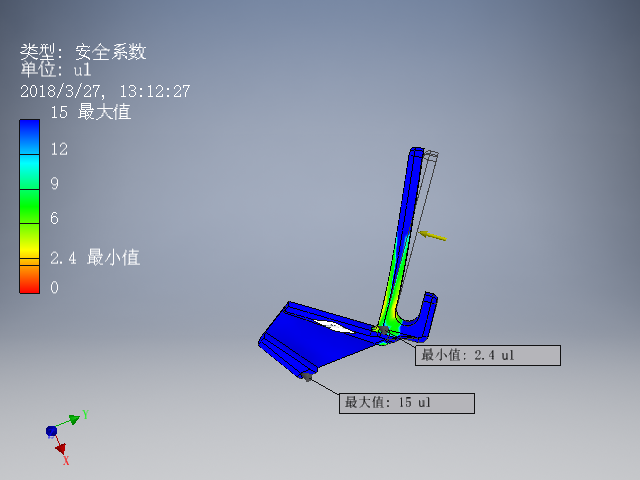 类型: 安全系数
单位: ul
2018/3/27, 13:12:27
15 最大值
12
9
6
2.4 最小值
0
最小值: 2.4 ul
最大值: 15 ul
Y
X